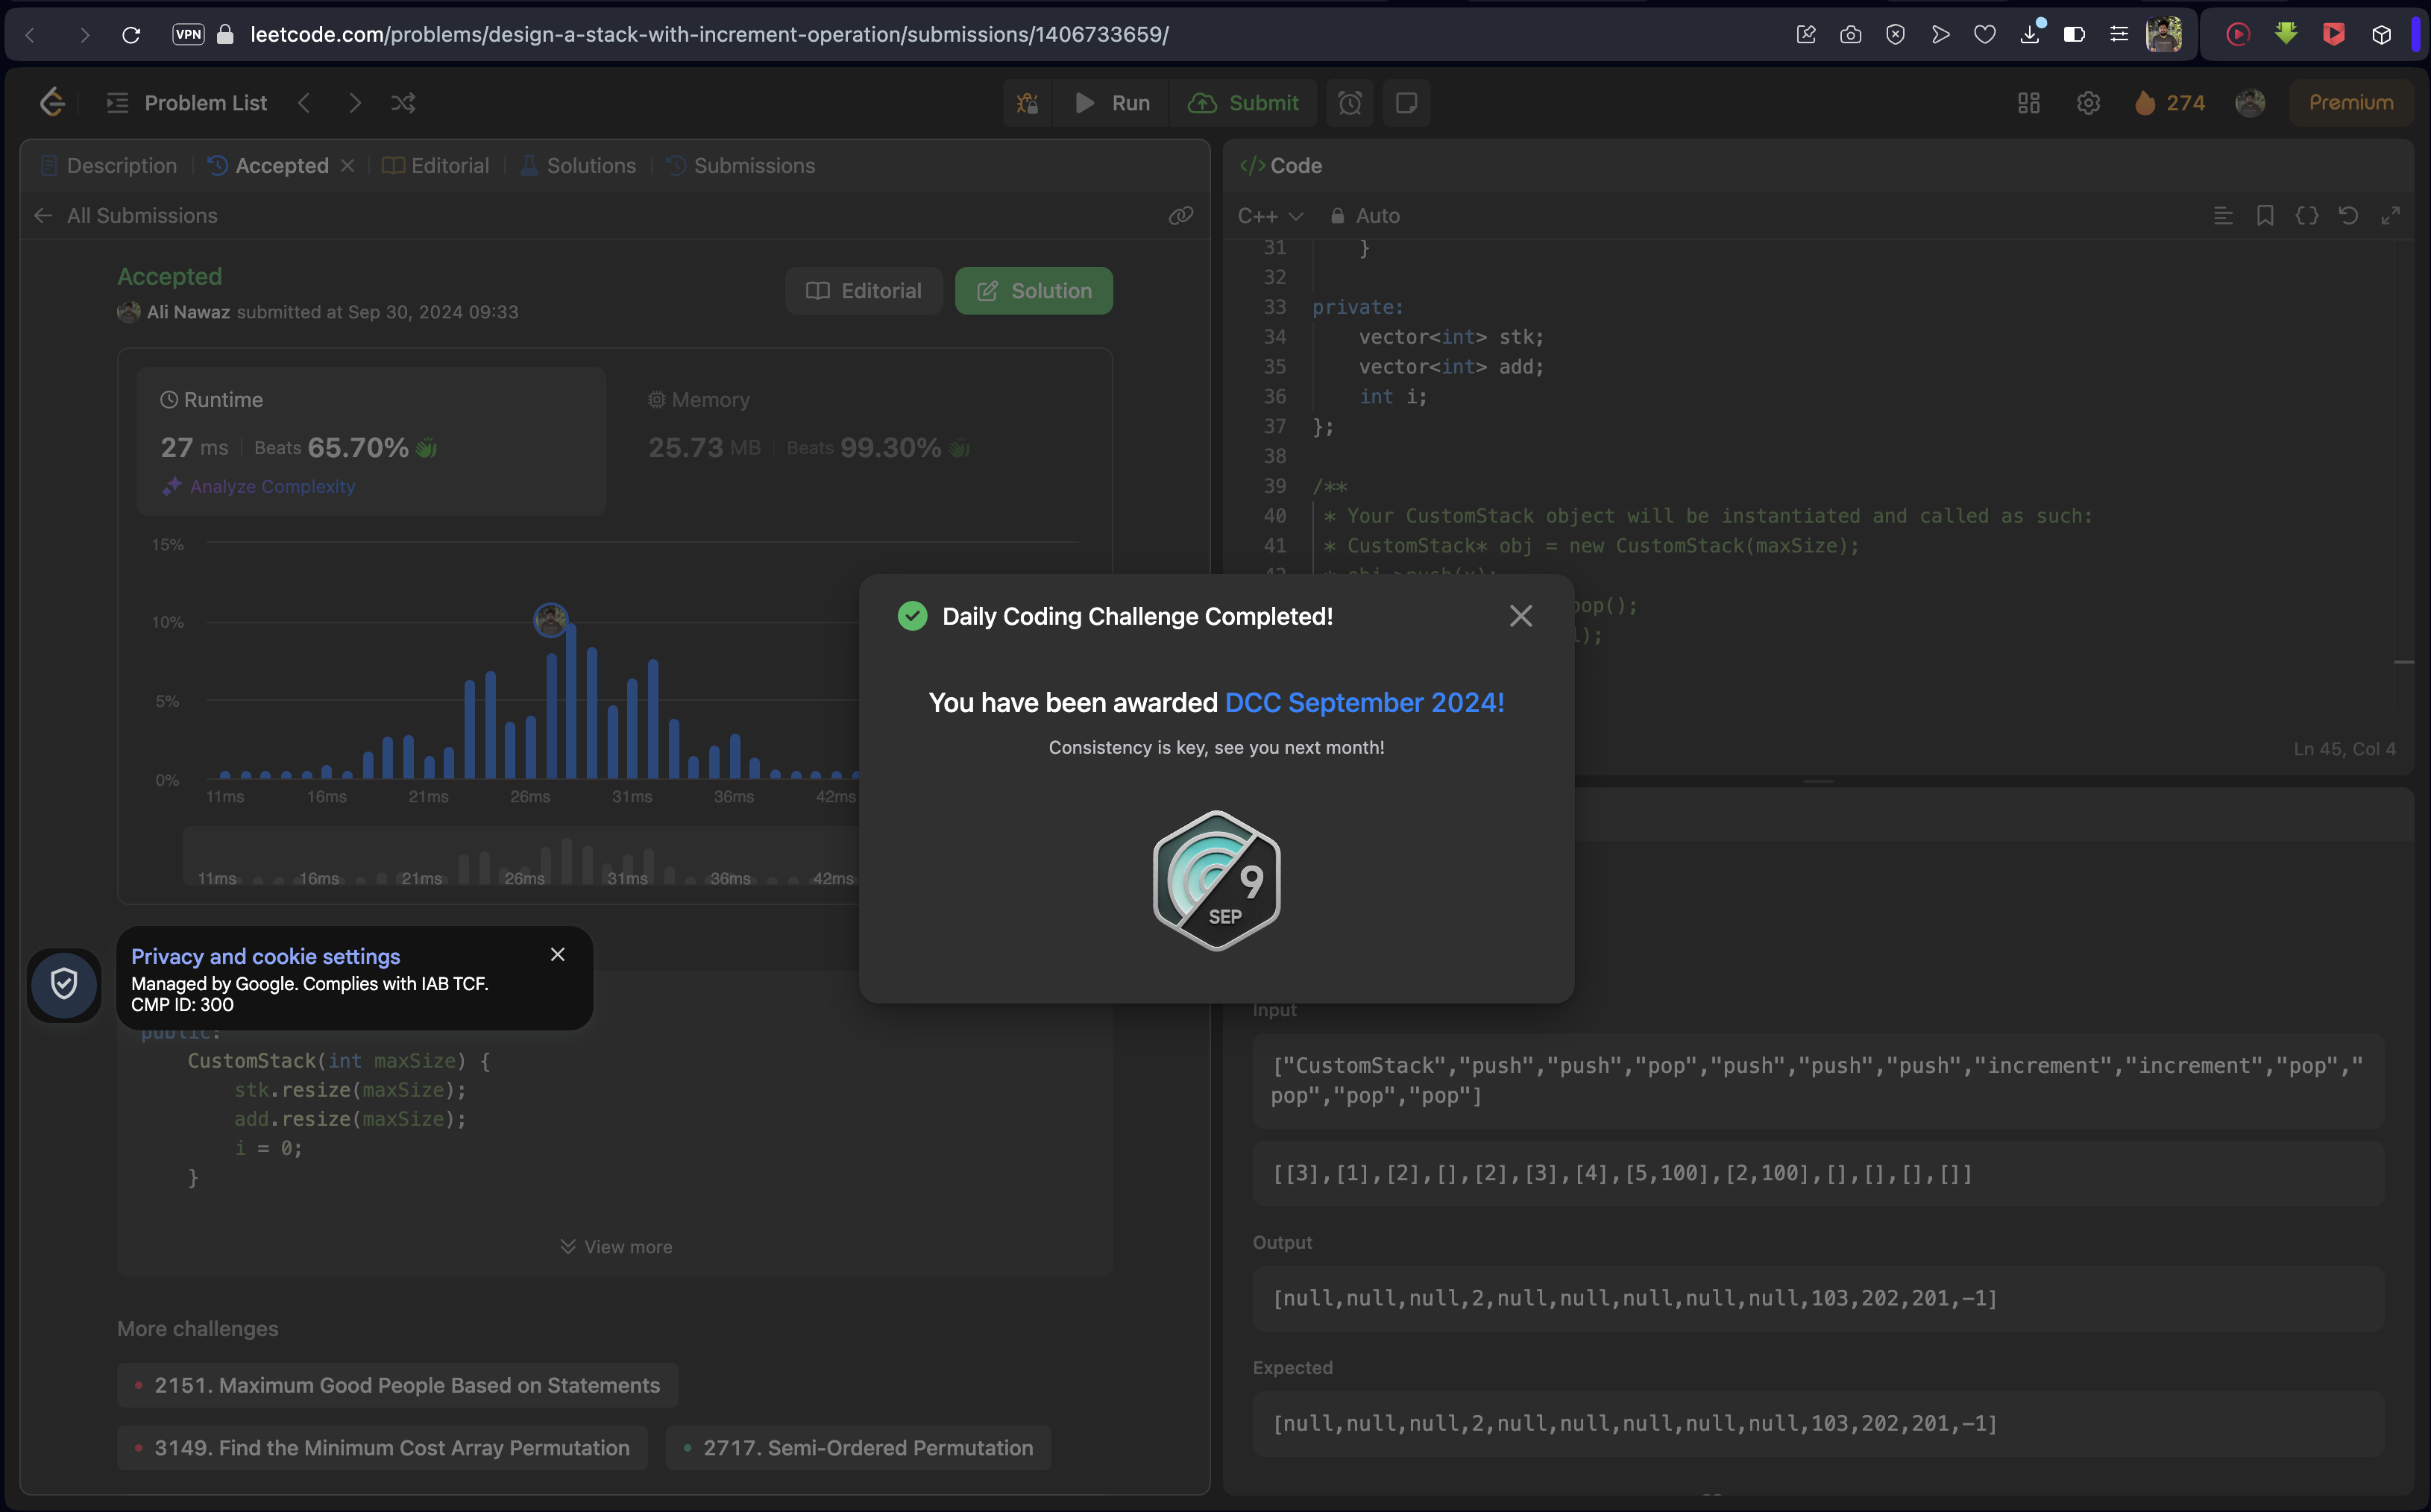 VPN leetcode.com/problems/design-a-stack-with-increment-operation/submissions/1406733659/
Problem List
Run
Submit
274
Premium
Description
Accepted
Editorial
Solutions
Submissions
All Submissions
Accepted
Ali Nawaz submitted at Sep 30, 2024 09:33
Editorial
Solution
Runtime
27 ms | Beats 65.70%
Analyze Complexity
Memory
25.73 MB | Beats 99.30%
15%
10%
5%
0%
11ms 16ms 21ms 26ms 31ms 36ms 42ms
11ms 16ms 21ms 26ms 31ms 36ms 42ms
Privacy and cookie settings
Managed by Google. Complies with IAB TCF.
CMP ID: 300
public:
CustomStack(int maxSize) {
stk.resize(maxSize);
add.resize(maxSize);
i = 0;
}
View more
More challenges
2151. Maximum Good People Based on Statements
3149. Find the Minimum Cost Array Permutation
2717. Semi-Ordered Permutation
Daily Coding Challenge Completed!
You have been awarded DCC September 2024!
Consistency is key, see you next month!
9
SEP
</> Code
C++
Auto
31 }
32
33 private:
34 vector<int> stk;
35 vector<int> add;
36 int i;
37 };
38
39 /**
40 * Your CustomStack object will be instantiated and called as such:
41 * CustomStack* obj = new CustomStack(maxSize);
42 * obj->push(x);
pop();
);
Ln 45, Col 4
Input
["CustomStack","push","push","pop","push","push","push","increment","increment","pop","
pop","pop","pop"]
[[3],[1],[2],[],[2],[3],[4],[5,100],[2,100],[],[],[],[]]
Output
[null,null,null,2,null,null,null,null,null,103,202,201,-1]
Expected
[null,null,null,2,null,null,null,null,null,103,202,201,-1]